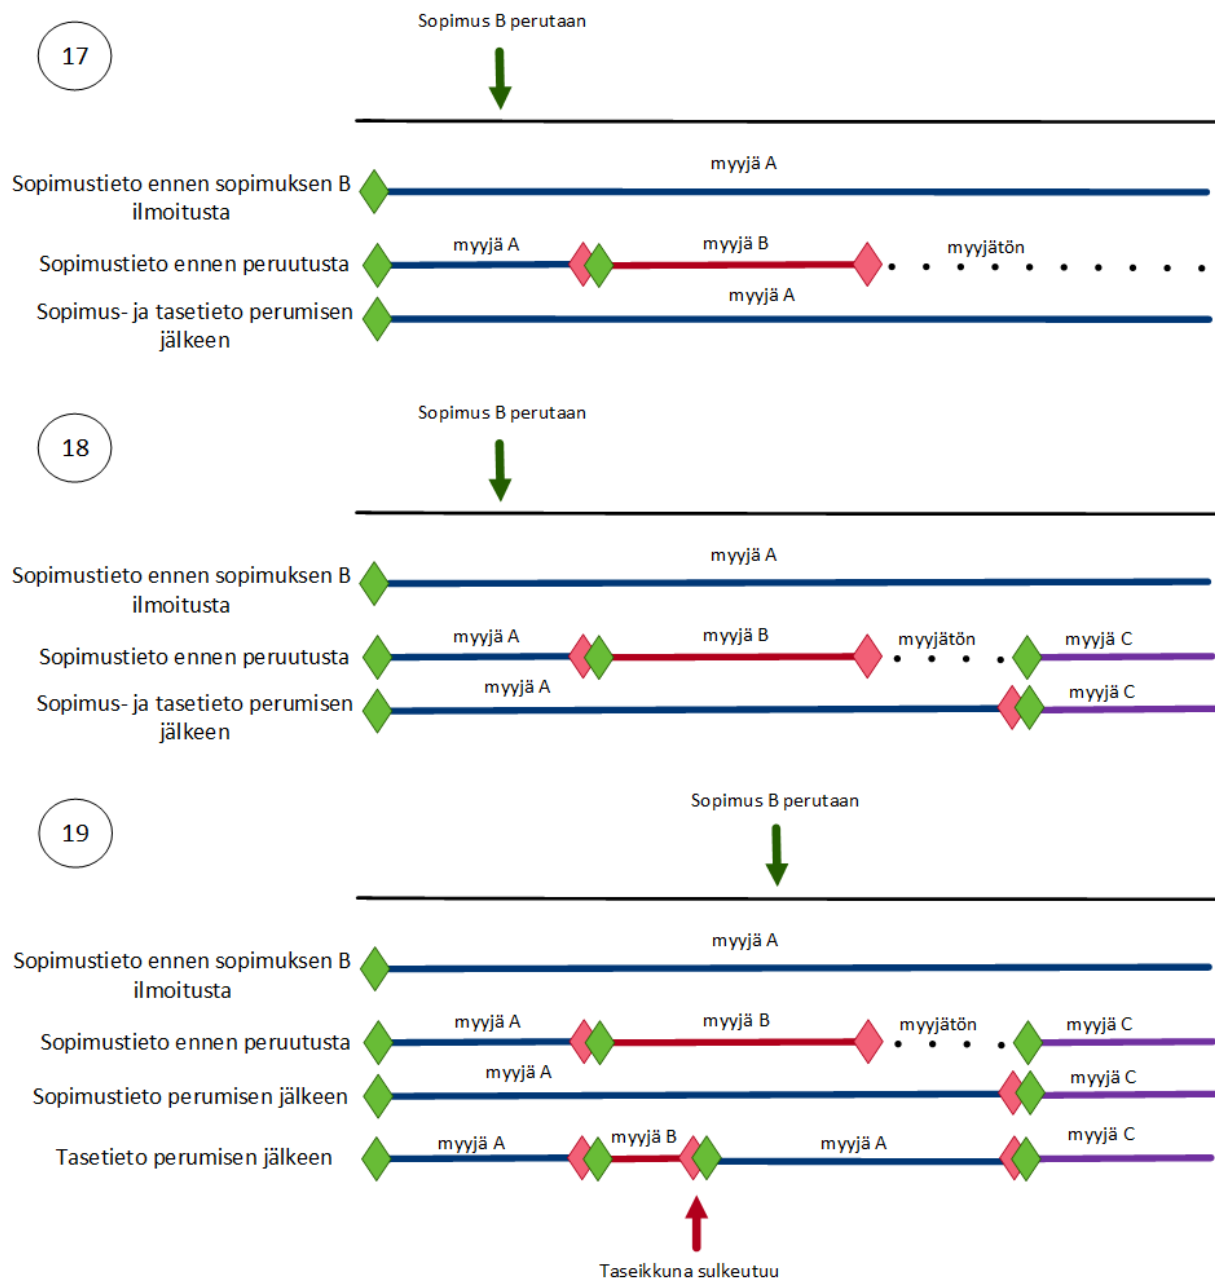 17
Sopimus B perutaan
Sopimustieto ennen sopimuksen B
ilmoitusta
myyjä A
Sopimustieto ennen peruutusta
myyjä A
myyjä B
myyjätön
Sopimus- ja tasetieto perumisen
jälkeen
myyjä A
18
Sopimus B perutaan
Sopimustieto ennen sopimuksen B
ilmoitusta
myyjä A
Sopimustieto ennen peruutusta
myyjä A
myyjä B
myyjätön
myyjä C
Sopimus- ja tasetieto perumisen
jälkeen
myyjä A
myyjä C
19
Sopimus B perutaan
Sopimustieto ennen sopimuksen B
ilmoitusta
myyjä A
Sopimustieto ennen peruutusta
myyjä A
myyjä B
myyjätön
myyjä C
Sopimustieto perumisen jälkeen
myyjä A
myyjä C
Tasetieto perumisen jälkeen
myyjä A
myyjä B
myyjä A
myyjä C
Taseikkuna sulkeutuu